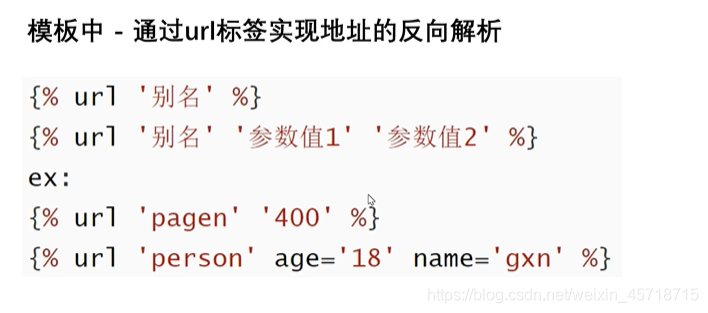 模板中 - 通过url标签实现地址的反向解析
{% url '别名' %}
{% url '别名' '参数值1' '参数值2' %}
ex:
{% url 'pagen' '400' %}
{% url 'person' age='18' name='gxn' %}
https://blog.csdn.net/weixin_45718715